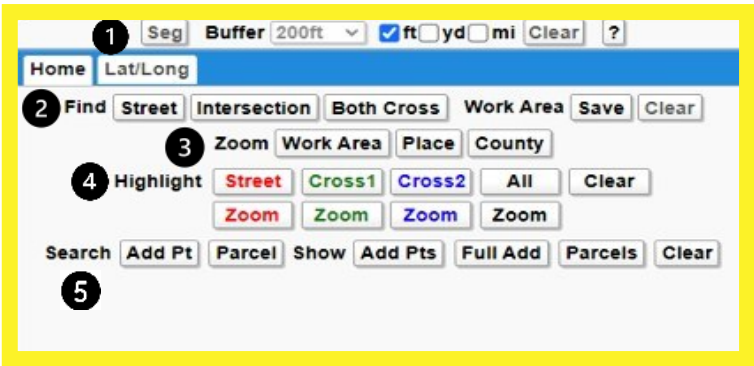 1 Seg Buffer 200ft ft yd mi Clear ?
Home Lat/Long
2 Find Street Intersection Both Cross Work Area Save Clear
3 Zoom Work Area Place County
4 Highlight Street Cross1 Cross2 All Clear
Zoom Zoom Zoom Zoom
Search Add Pt Parcel Show Add Pts Full Add Parcels Clear
5